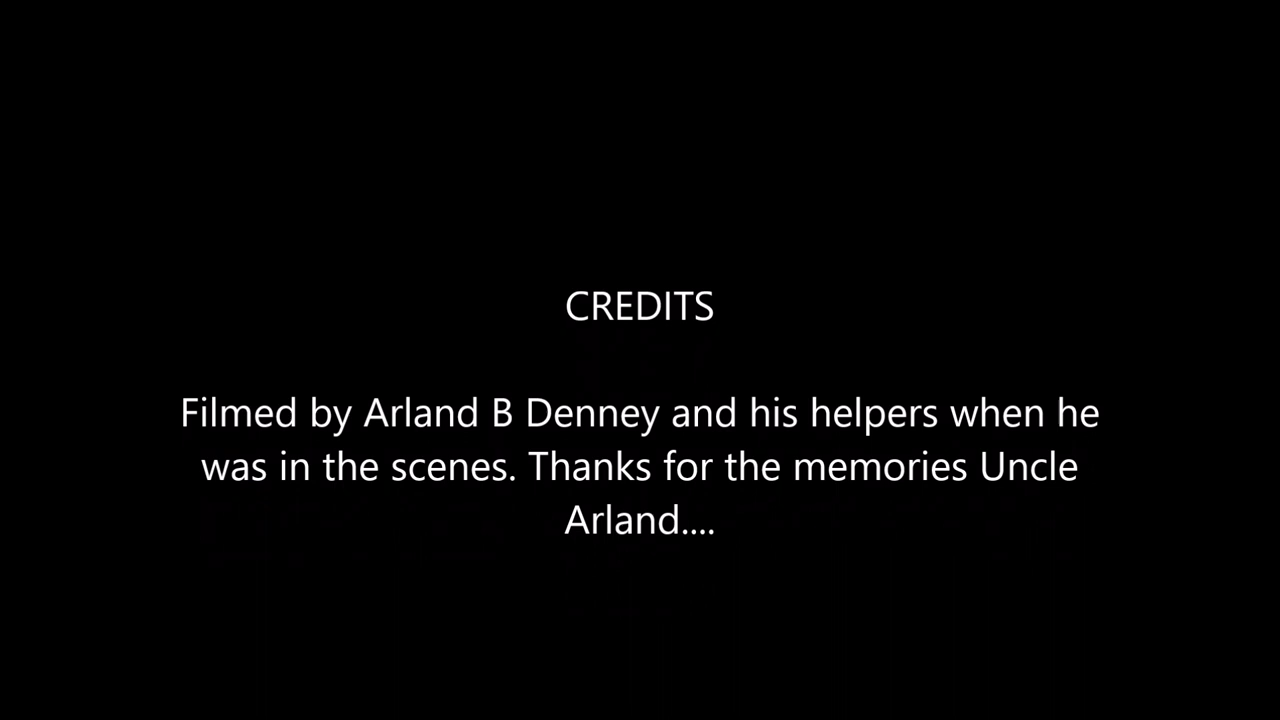 CREDITS
Filmed by Arland B Denney and his helpers when he
was in the scenes. Thanks for the memories Uncle
Arland....